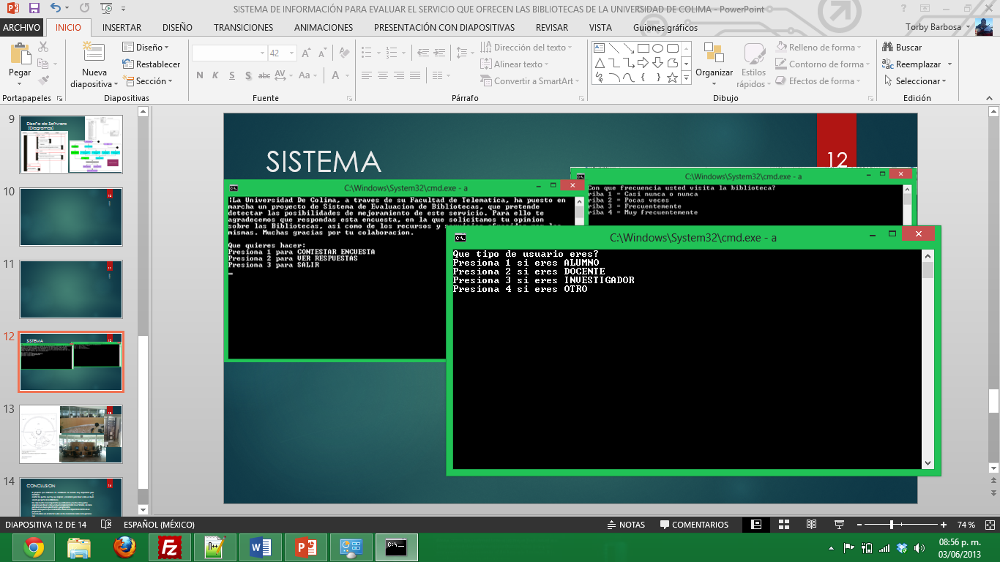 SISTEMA DE INFORMACIÓN PARA EVALUAR EL SERVICIO QUE OFRECEN LAS BIBLIOTECAS DE LA UNIVERSIDAD DE COLIMA - PowerPoint
ARCHIVO INICIO INSERTAR DISEÑO TRANSICIONES ANIMACIONES PRESENTACIÓN CON DIAPOSITIVAS REVISAR VISTA Guiones gráficos Torby Barbosa
Pegar
Nueva diapositiva
Diseño
Restablecer
Sección
42
N K S S abc AV Aa A
Dirección del texto
Alinear texto
Convertir a SmartArt
Organizar
Estilos rápidos
Relleno de forma
Contorno de forma
Efectos de forma
Buscar
Reemplazar
Seleccionar
Portapapeles Diapositivas Fuente Párrafo Dibujo Edición
9
Diseño de Software
(Diagramas)
10
11
12
SISTEMA
13
14
CONCLUSION
SISTEMA
12
C:\Windows\System32\cmd.exe - a
¡La Universidad De Colima, a traves de su Facultad de Telematica, ha puesto en
marcha un proyecto de Sistema de Evaluacion de Bibliotecas, que pretende
detectar las posibilidades de mejoramiento de este servicio. Para ello te
agradecemos que respondas esta encuesta, en la que solicitamos tu opinion
sobre las Bibliotecas, asi como de los recursos y
mismas. Muchas gracias por tu colaboracion.
Que quieres hacer:
Presiona 1 para CONTESTAR ENCUESTA
Presiona 2 para VER RESPUESTAS
Presiona 3 para SALIR
C:\Windows\System32\cmd.exe - a
Con que frecuencia usted visita la biblioteca?
riba 1 = Casi nunca o nunca
riba 2 = Pocas veces
riba 3 = Frecuentemente
riba 4 = Muy frecuentemente
C:\Windows\System32\cmd.exe - a
Que tipo de usuario eres?
Presiona 1 si eres ALUMNO
Presiona 2 si eres DOCENTE
Presiona 3 si eres INVESTIGADOR
Presiona 4 si eres OTRO
DIAPOSITIVA 12 DE 14 ESPAÑOL (MÉXICO) NOTAS COMENTARIOS 74 %
08:56 p. m.
03/06/2013